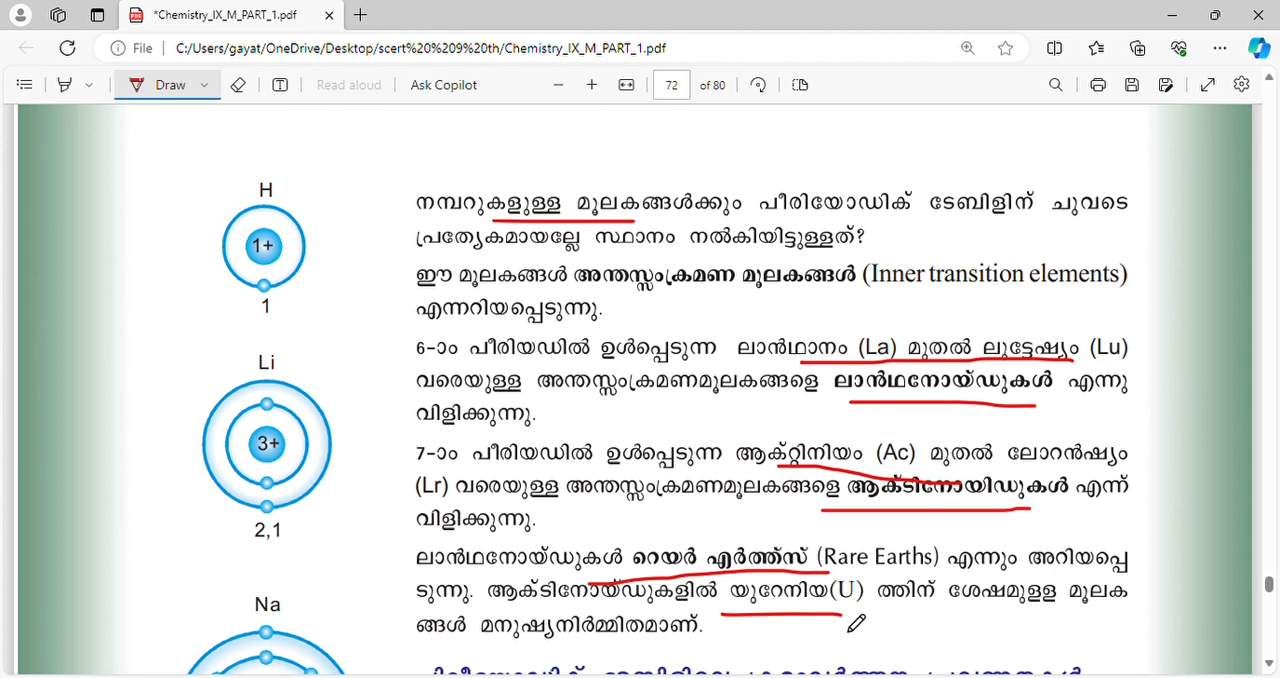 *Chemistry_IX_M_PART_1.pdf
File C:/Users/gayat/OneDrive/Desktop/scert%20%209%20th/Chemistry_IX_M_PART_1.pdf
Draw Read aloud Ask Copilot 72 of 80
H
1+
1
Li
3+
2,1
Na
നമ്പറുകളുള്ള മൂലകങ്ങൾക്കും പീരിയോഡിക് ടേബിളിന് ചുവടെ
പ്രത്യേകമായല്ലേ സ്ഥാനം നൽകിയിട്ടുള്ളത്?
ഈ മൂലകങ്ങൾ അന്തസ്സംക്രമണ മൂലകങ്ങൾ (Inner transition elements)
എന്നറിയപ്പെടുന്നു.
6-ാം പീരിയഡിൽ ഉൾപ്പെടുന്ന ലാൻഥാനം (La) മുതൽ ലുട്ടേഷ്യം (Lu)
വരെയുള്ള അന്തസ്സംക്രമണമൂലകങ്ങളെ ലാൻഥനോയ്ഡുകൾ എന്നു
വിളിക്കുന്നു.
7-ാം പീരിയഡിൽ ഉൾപ്പെടുന്ന ആക്റ്റിനിയം (Ac) മുതൽ ലോറൻഷ്യം
(Lr) വരെയുള്ള അന്തസ്സംക്രമണമൂലകങ്ങളെ ആക്ടിനോയിഡുകൾ എന്ന്
വിളിക്കുന്നു.
ലാൻഥനോയ്ഡുകൾ റെയർ എർത്ത്സ് (Rare Earths) എന്നും അറിയപ്പെ
ടുന്നു. ആക്ടിനോയ്ഡുകളിൽ യുറേനിയ(U) ത്തിന് ശേഷമുളള മൂലക
ങ്ങൾ മനുഷ്യനിർമ്മിതമാണ്.